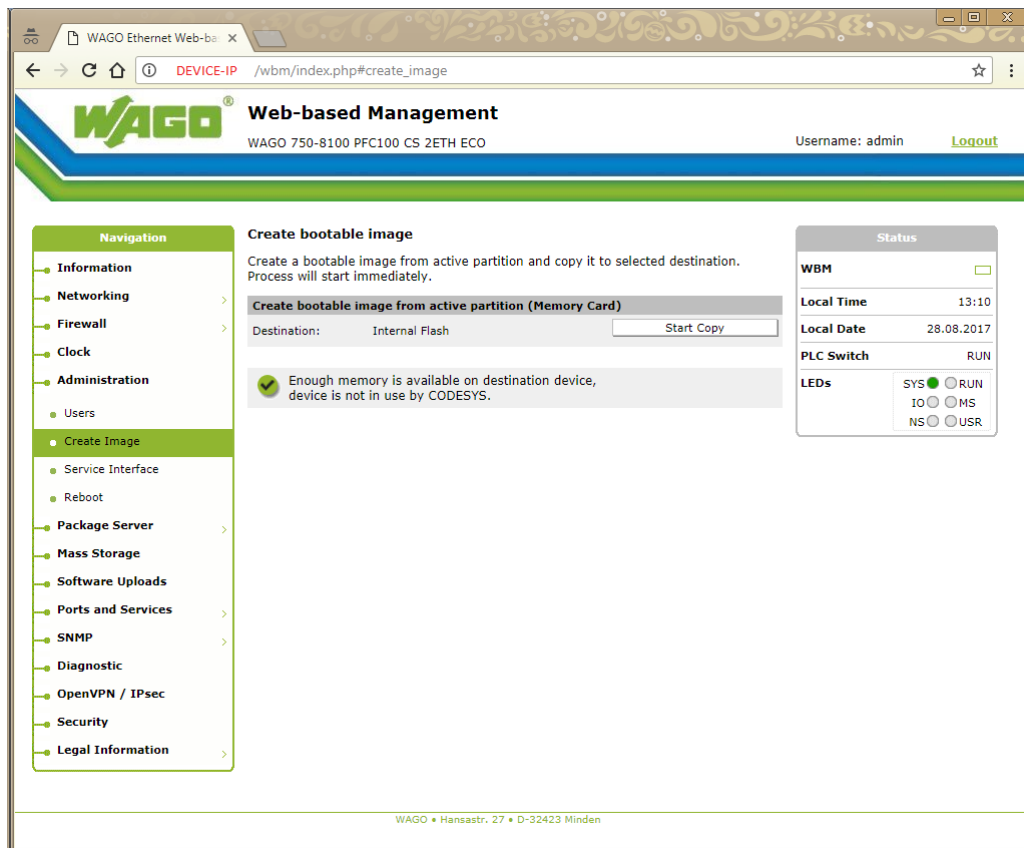 WAGO Ethernet Web-ba
DEVICE-IP /wbm/index.php#create_image
WAGO®
Web-based Management
WAGO 750-8100 PFC100 CS 2ETH ECO
Username: admin
Logout
Navigation
Information
Networking
Firewall
Clock
Administration
Users
Create Image
Service Interface
Reboot
Package Server
Mass Storage
Software Uploads
Ports and Services
SNMP
Diagnostic
OpenVPN / IPsec
Security
Legal Information
Create bootable image
Create a bootable image from active partition and copy it to selected destination.
Process will start immediately.
Create bootable image from active partition (Memory Card)
Destination: Internal Flash Start Copy
Enough memory is available on destination device,
device is not in use by CODESYS.
Status
WBM
Local Time 13:10
Local Date 28.08.2017
PLC Switch RUN
LEDs SYS RUN
IO MS
NS USR
WAGO • Hansastr. 27 • D-32423 Minden